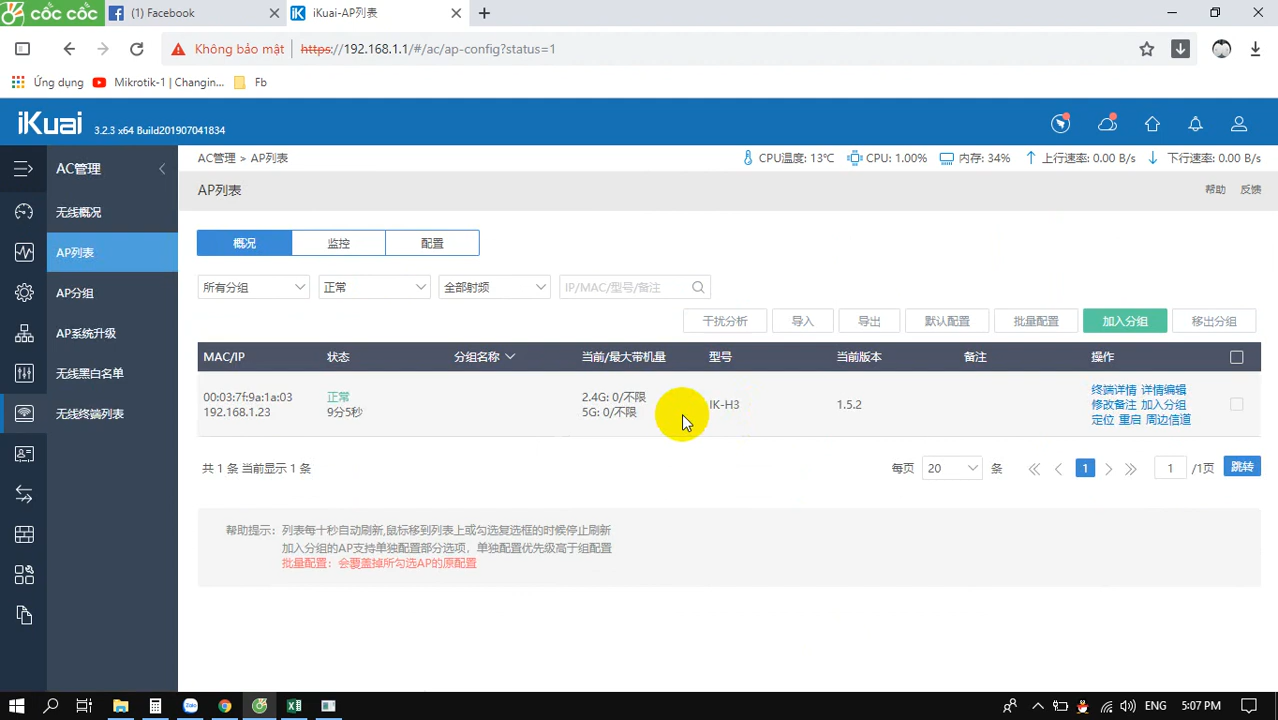 cốc cốc
(1) Facebook
iKuai-AP列表
Không bảo mật
https://192.168.1.1/#/ac/ap-config?status=1
Ứng dụng
Mikrotik-1 | Changin...
Fb
iKuai 3.2.3 x64 Build201907041834
AC管理
AC管理 > AP列表
CPU温度: 13℃ CPU: 1.00% 内存: 34% 上行速率: 0.00 B/s 下行速率: 0.00 B/s
AP列表
帮助 反馈
无线概况
AP列表
AP分组
AP系统升级
无线黑白名单
无线终端列表
概况 监控 配置
所有分组 正常 全部射频 IP/MAC/型号/备注
干扰分析 导入 导出 默认配置 批量配置 加入分组 移出分组
MAC/IP 状态 分组名称 当前/最大带机量 型号 当前版本 备注 操作
00:03:7f:9a:1a:03
192.168.1.23
正常
9分5秒
2.4G: 0/不限
5G: 0/不限
IK-H3
1.5.2
终端详情 详情编辑
修改备注 加入分组
定位 重启 周边信道
共 1 条 当前显示 1 条
每页 20 条 1 1 /1页 跳转
帮助提示: 列表每十秒自动刷新,鼠标移到列表上或勾选复选框的时候停止刷新
加入分组的AP支持单独配置部分选项，单独配置优先级高于组配置
批量配置：会覆盖掉所勾选AP的原配置
Zalo
ENG
5:07 PM